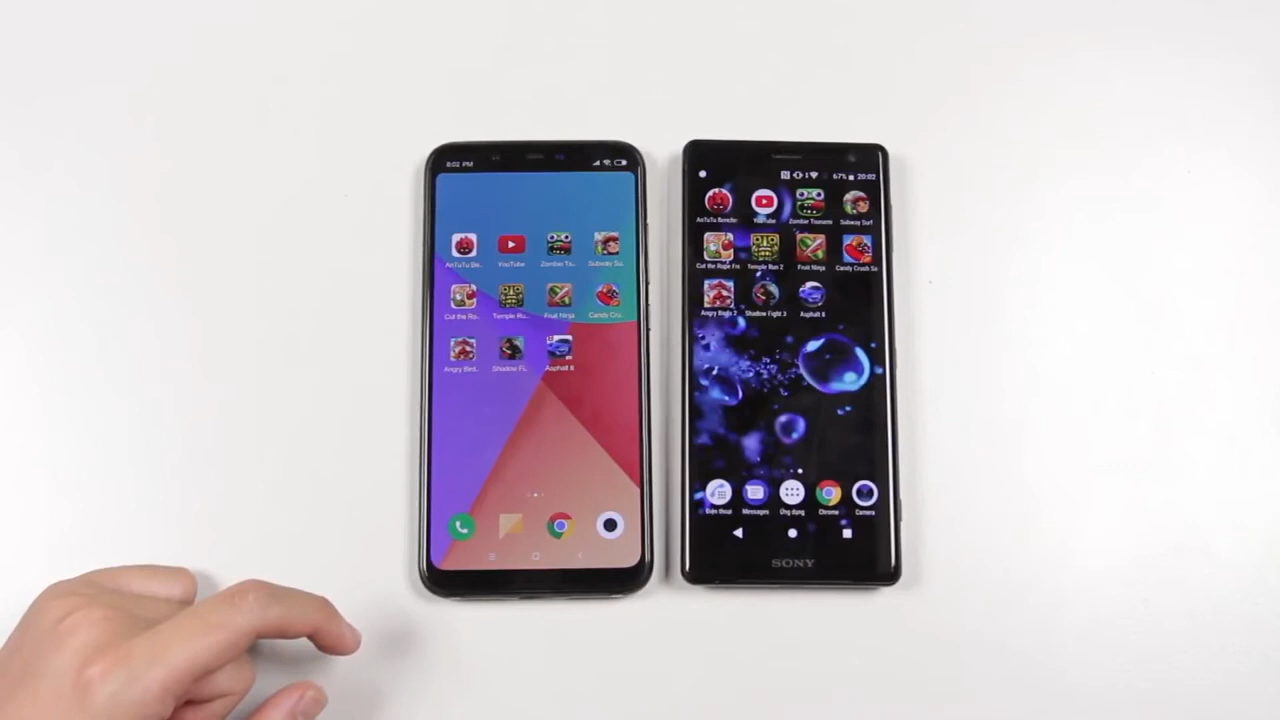 8:02 PM
AnTuTu Be..
YouTube
Zombie Ta..
Subway Su..
Cut the Ro..
Temple Ru..
Fruit Ninja
Candy Cru..
Angry Bird..
Shadow Fi..
Asphalt 8
67% 20:02
AnTuTu Benchm
YouTube
Zombie Tsunami
Subway Surf
Cut the Rope Fre
Temple Run 2
Fruit Ninja
Candy Crush Sa
Angry Birds 2
Shadow Fight 3
Asphalt 8
Điện thoại
Messages
Ứng dụng
Chrome
Camera
SONY